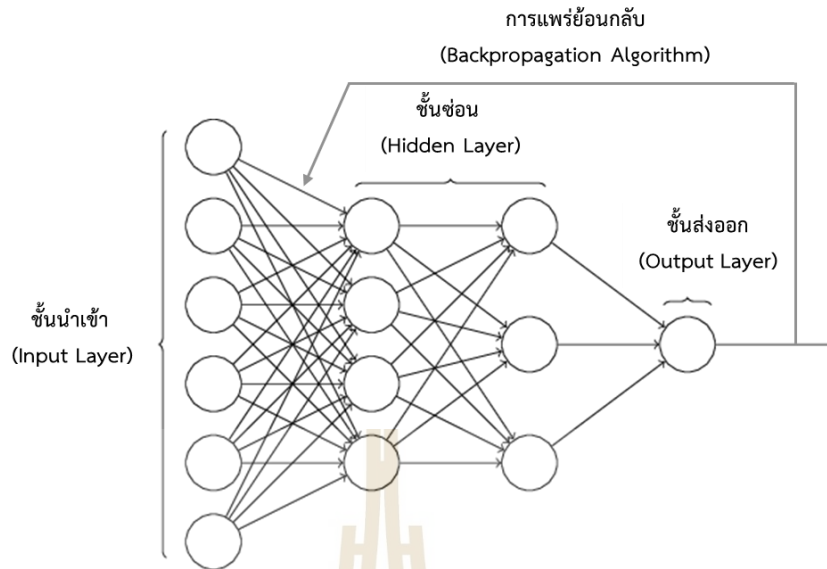 การแพร่ย้อนกลับ
(Backpropagation Algorithm)
ชั้นซ่อน
(Hidden Layer)
ชั้นส่งออก
(Output Layer)
ชั้นนำเข้า
(Input Layer)